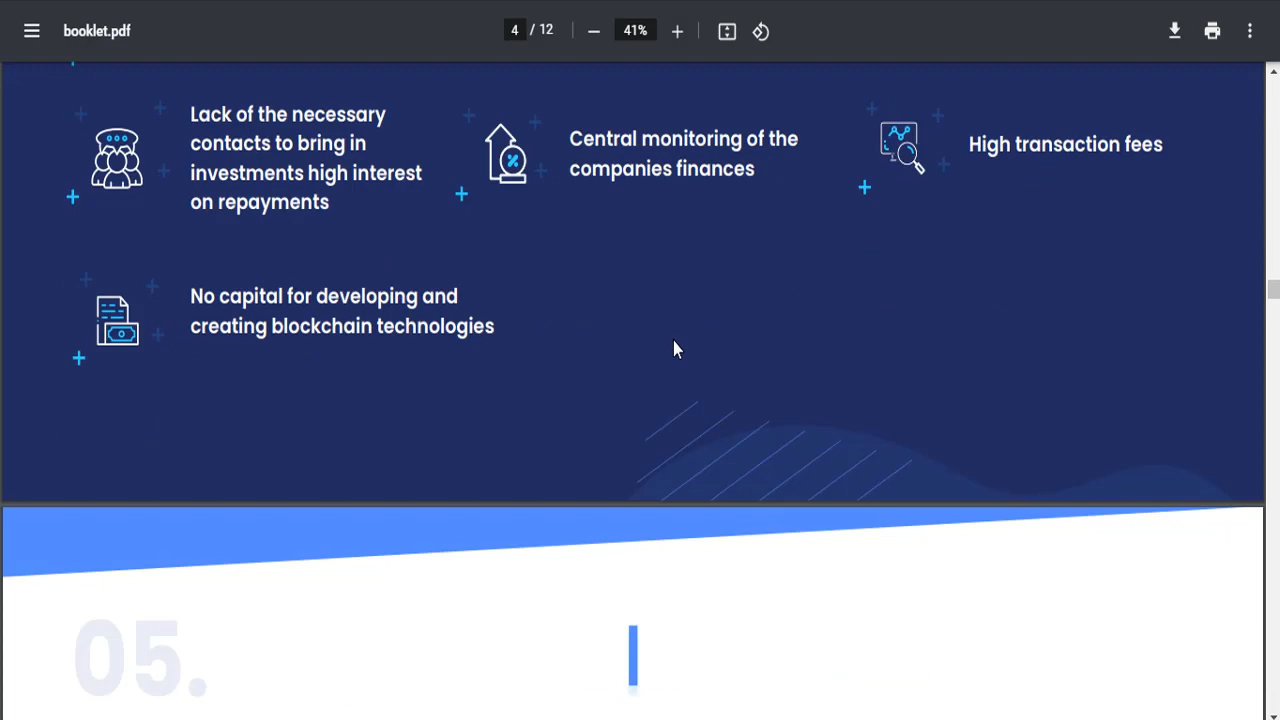 booklet.pdf
4 / 12
41%
Lack of the necessary
contacts to bring in
investments high interest
on repayments
Central monitoring of the
companies finances
High transaction fees
No capital for developing and
creating blockchain technologies
05.